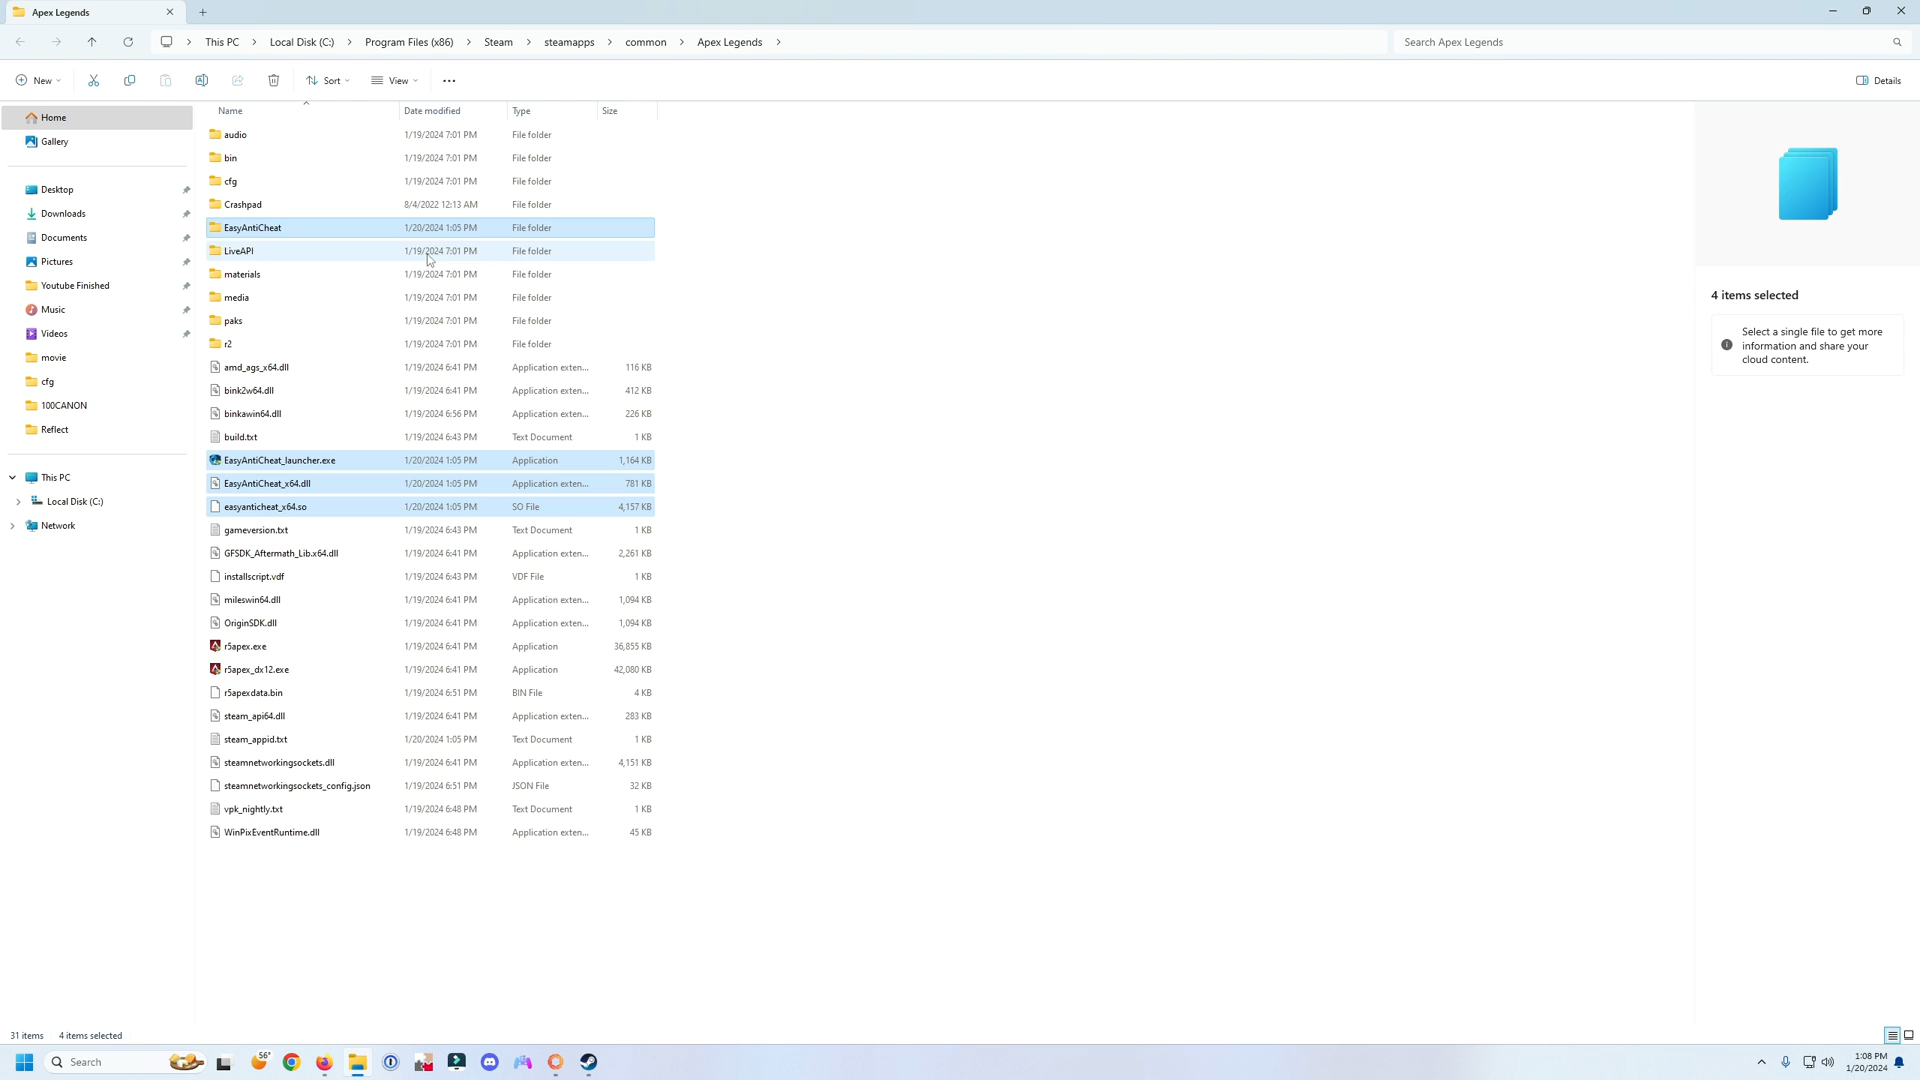 Apex Legends
This PC > Local Disk (C:) > Program Files (x86) > Steam > steamapps > common > Apex Legends >
Search Apex Legends
New
Sort
View
Details
Home
Gallery
Desktop
Downloads
Documents
Pictures
Youtube Finished
Music
Videos
movie
cfg
100CANON
Reflect
This PC
Local Disk (C:)
Network
Name Date modified Type Size
audio 1/19/2024 7:01 PM File folder
bin 1/19/2024 7:01 PM File folder
cfg 1/19/2024 7:01 PM File folder
Crashpad 8/4/2022 12:13 AM File folder
EasyAntiCheat 1/20/2024 1:05 PM File folder
LiveAPI 1/19/2024 7:01 PM File folder
materials 1/19/2024 7:01 PM File folder
media 1/19/2024 7:01 PM File folder
paks 1/19/2024 7:01 PM File folder
r2 1/19/2024 7:01 PM File folder
amd_ags_x64.dll 1/19/2024 6:41 PM Application exten... 116 KB
bink2w64.dll 1/19/2024 6:41 PM Application exten... 412 KB
binkawin64.dll 1/19/2024 6:56 PM Application exten... 226 KB
build.txt 1/19/2024 6:43 PM Text Document 1 KB
EasyAntiCheat_launcher.exe 1/20/2024 1:05 PM Application 1,164 KB
EasyAntiCheat_x64.dll 1/20/2024 1:05 PM Application exten... 781 KB
easyanticheat_x64.so 1/20/2024 1:05 PM SO File 4,157 KB
gameversion.txt 1/19/2024 6:43 PM Text Document 1 KB
GFSDK_Aftermath_Lib.x64.dll 1/19/2024 6:41 PM Application exten... 2,261 KB
installscript.vdf 1/19/2024 6:43 PM VDF File 1 KB
mileswin64.dll 1/19/2024 6:41 PM Application exten... 1,094 KB
OriginSDK.dll 1/19/2024 6:41 PM Application exten... 1,094 KB
r5apex.exe 1/19/2024 6:41 PM Application 36,855 KB
r5apex_dx12.exe 1/19/2024 6:41 PM Application 42,080 KB
r5apexdata.bin 1/19/2024 6:51 PM BIN File 4 KB
steam_api64.dll 1/19/2024 6:41 PM Application exten... 283 KB
steam_appid.txt 1/20/2024 1:05 PM Text Document 1 KB
steamnetworkingsockets.dll 1/19/2024 6:41 PM Application exten... 4,151 KB
steamnetworkingsockets_config.json 1/19/2024 6:51 PM JSON File 32 KB
vpk_nightly.txt 1/19/2024 6:48 PM Text Document 1 KB
WinPixEventRuntime.dll 1/19/2024 6:48 PM Application exten... 45 KB
4 items selected
Select a single file to get more
information and share your
cloud content.
31 items 4 items selected
Search
56°
1:08 PM
1/20/2024